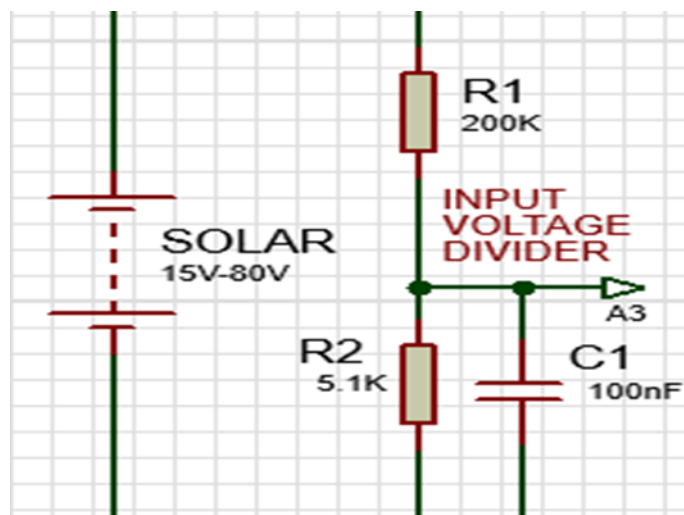 R1
200K
INPUT
VOLTAGE
DIVIDER
SOLAR
15V-80V
A3
R2
5.1K
C1
100nF